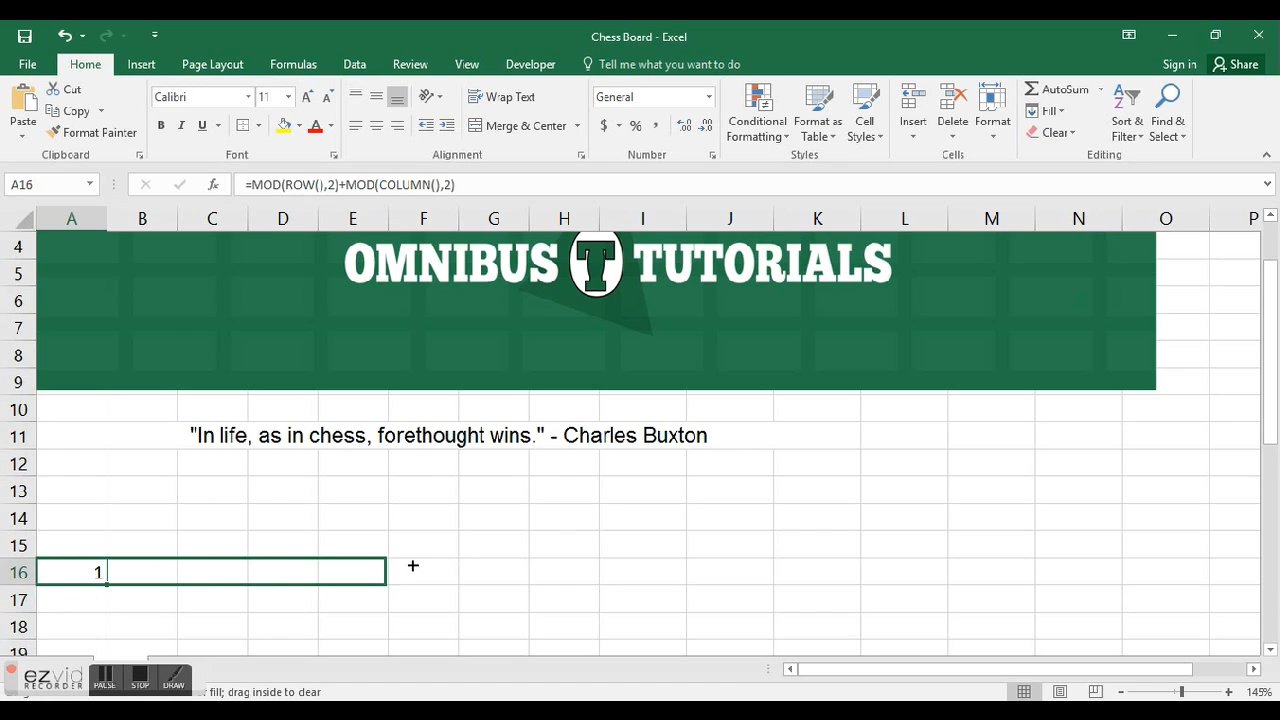 Chess Board - Excel
File Home Insert Page Layout Formulas Data Review View Developer Tell me what you want to do Sign in Share
Paste
Cut
Copy
Format Painter
Clipboard
Calibri 11
B I U A
Font
Wrap Text
Merge & Center
Alignment
General
$ % ,
Number
Conditional Formatting
Format as Table
Cell Styles
Styles
Insert Delete Format
Cells
AutoSum
Fill
Clear
Sort & Filter
Find & Select
Editing
A16 fx =MOD(ROW(),2)+MOD(COLUMN(),2)
A B C D E F G H I J K L M N O P
4
5
6
7
8
9
10
11
12
13
14
15
16
17
18
19
OMNIBUS T TUTORIALS
"In life, as in chess, forethought wins." - Charles Buxton
1
ezvid
RECORDER
PAUSE STOP DRAW
r fill; drag inside to clear
145%